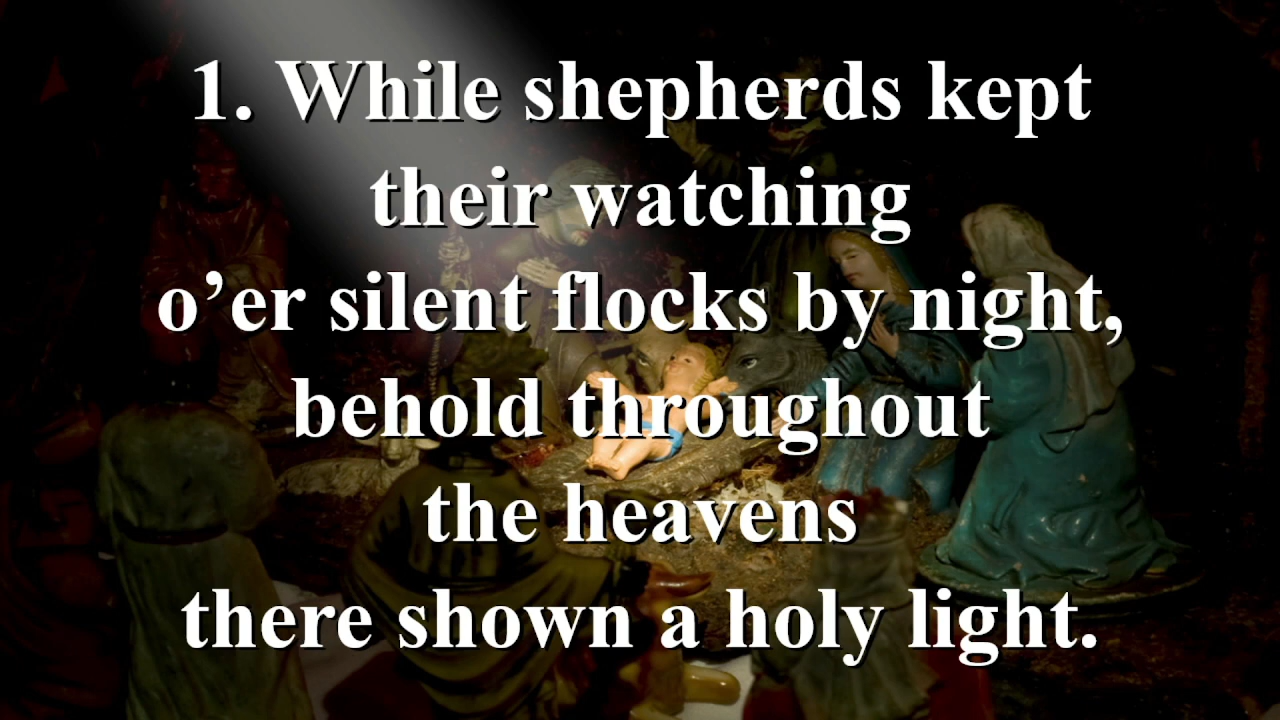 1. While shepherds kept
their watching
o’er silent flocks by night,
behold throughout
the heavens
there shown a holy light.